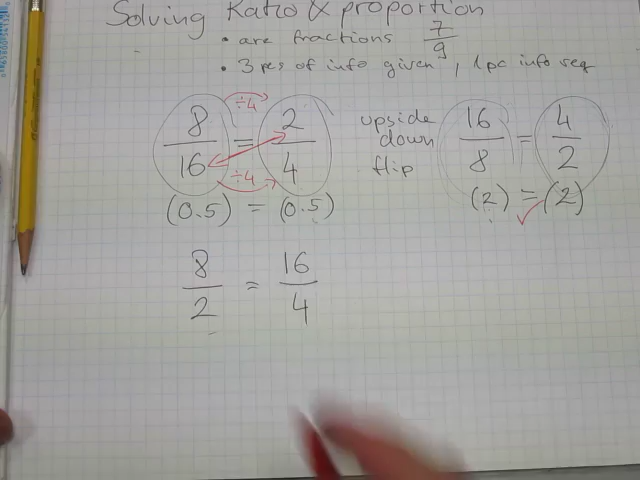 Solving Ratio & proportion
• are fractions 7/9
• 3 pcs of info given, 1 pc info req
8/16 = 2/4
÷4
÷4
(0.5) = (0.5)
upside
down
flip
16/8 = 4/2
(2) = (2)
8/2 = 16/4